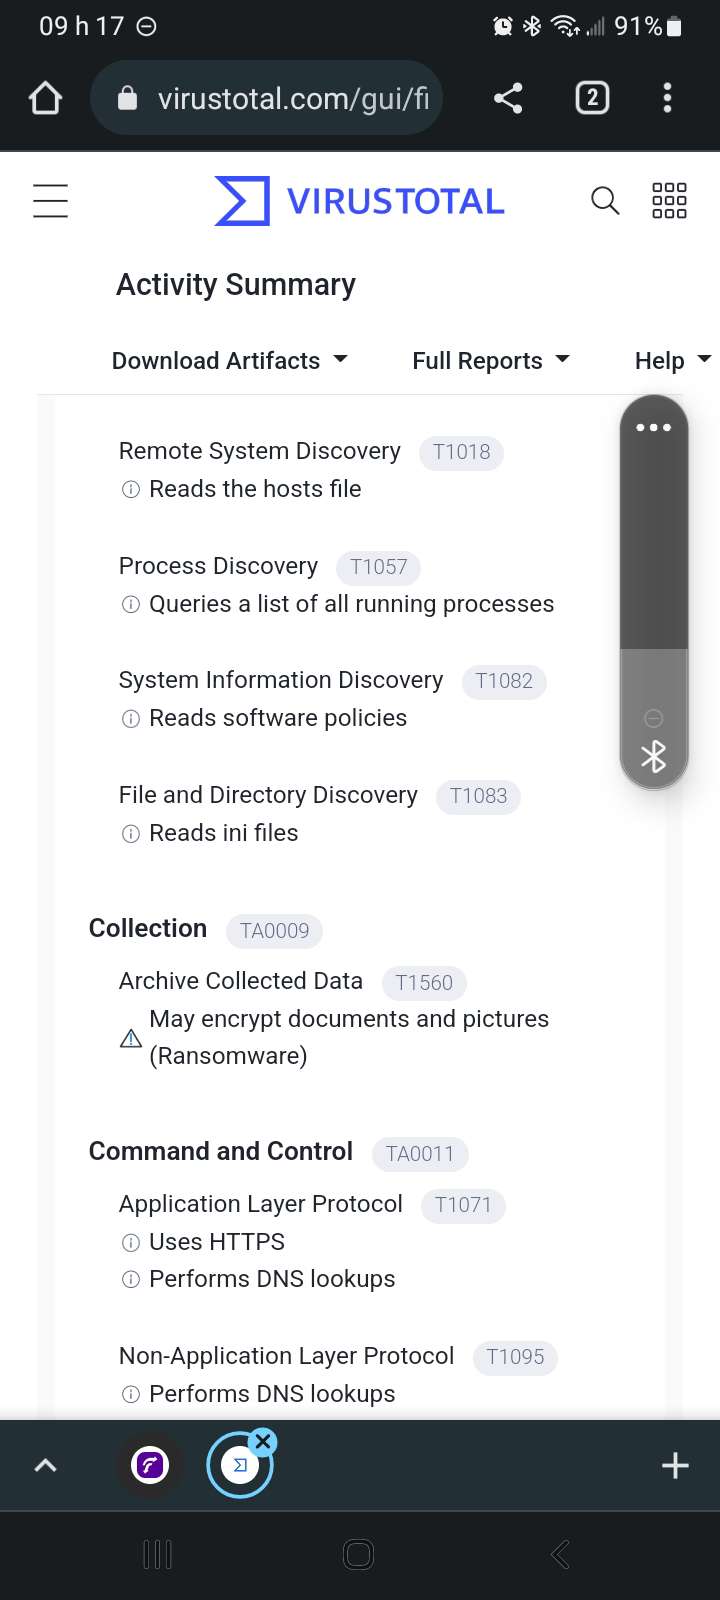 09 h 17
91%
virustotal.com/gui/fi
2
VIRUSTOTAL
Activity Summary
Download Artifacts Full Reports Help
Remote System Discovery T1018
Reads the hosts file
Process Discovery T1057
Queries a list of all running processes
System Information Discovery T1082
Reads software policies
File and Directory Discovery T1083
Reads ini files
Collection TA0009
Archive Collected Data T1560
May encrypt documents and pictures
(Ransomware)
Command and Control TA0011
Application Layer Protocol T1071
Uses HTTPS
Performs DNS lookups
Non-Application Layer Protocol T1095
Performs DNS lookups